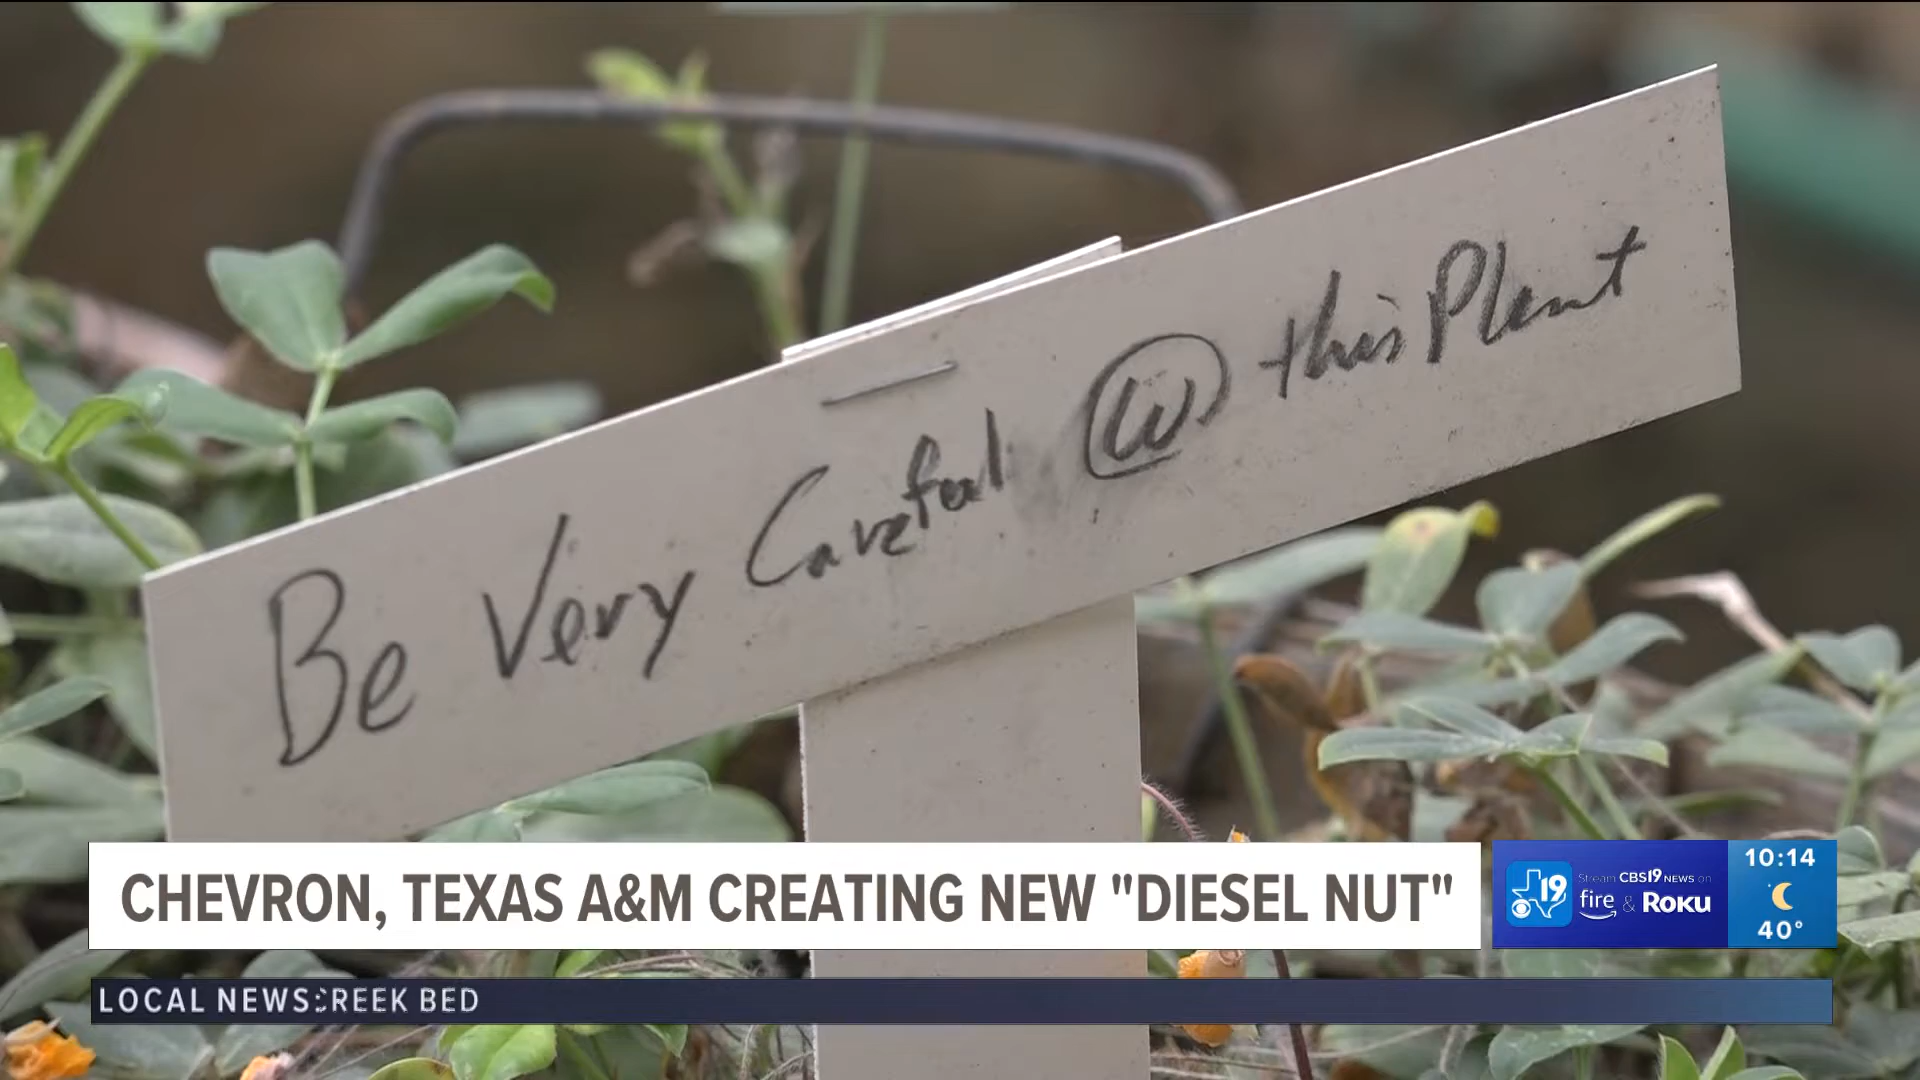 Be Very Careful @ this Plant
CHEVRON, TEXAS A&M CREATING NEW "DIESEL NUT"
19
Stream CBS19 NEWS on
fire & ROKU
10:14
40°
LOCAL NEWS:REEK BED